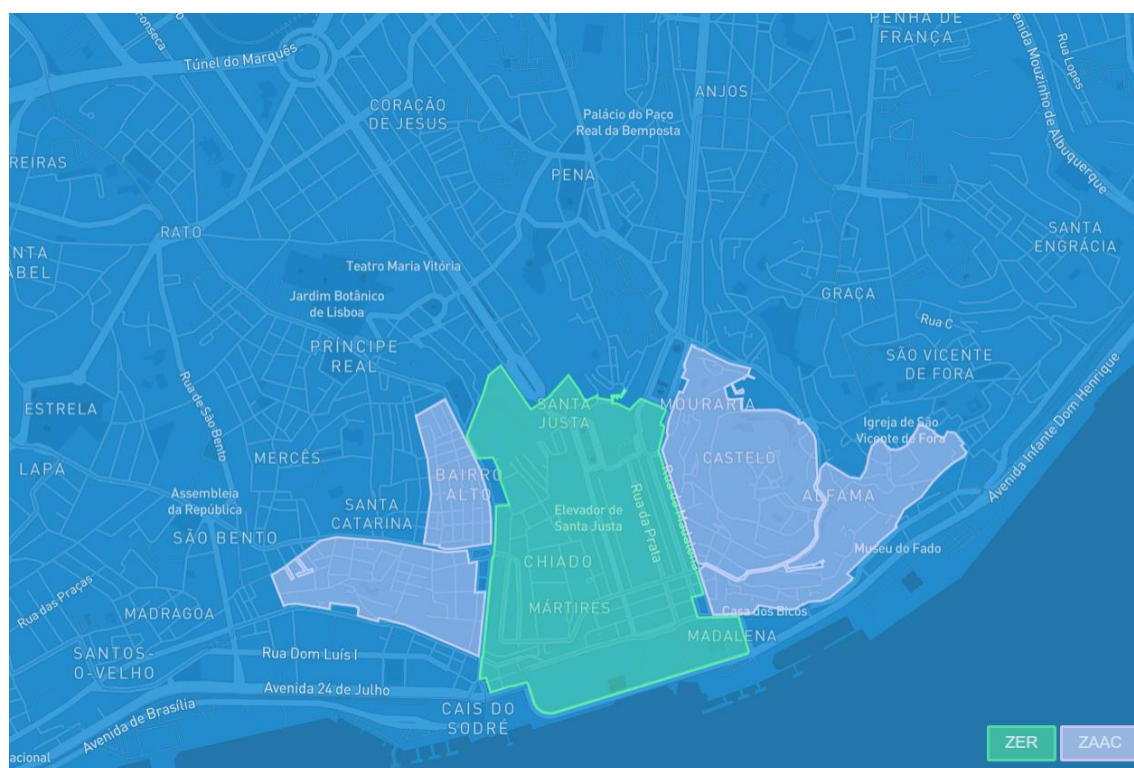 PENHA DE
FRANÇA
Fonseca
Avenida Mouzinho de Albuquerque
Rua Lopes
Túnel do Marquês
ANJOS
CORAÇÃO
DE JESUS
Palácio do Paço
Real da Bemposta
REIRAS
PENA
RATO
SANTA
ENGRÁCIA
NTA
ABEL
Teatro Maria Vitória
Jardim Botânico
de Lisboa
GRAÇA
Rua C
PRÍNCIPE
REAL
SÃO VICENTE
DE FORA
Rua de São Bento
Avenida Infante Dom Henrique
ESTRELA
SANTA
JUSTA
MOURARIA
Igreja de São
Vicente de Fora
MERCÊS
LAPA
BAIRRO
ALTO
CASTELO
ALFAMA
Assembleia
da República
SANTA
CATARINA
Elevador de
Santa Justa
Rua da Prata
Rua da Madalena
SÃO BENTO
Museu do Fado
CHIADO
Rua das Praças
MADRAGOA
MÁRTIRES
Casa dos Bicos
MADALENA
SANTOS-
O-VELHO
Rua Dom Luís I
Avenida 24 de Julho
Avenida de Brasília
CAIS DO
SODRÉ
acional
ZER
ZAAC